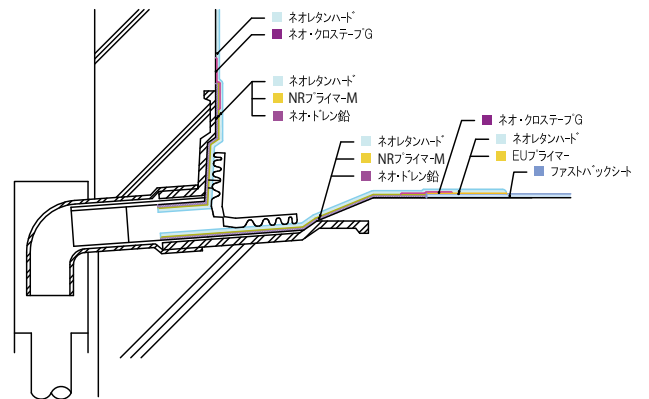 ネオレタンハード
ネオ・クロステープG
ネオレタンハード
NRプライマーM
ネオ・ドレン鉛
ネオレタンハード
NRプライマーM
ネオ・ドレン鉛
ネオ・クロステープG
ネオレタンハード
EUプライマー
ファストバックシート